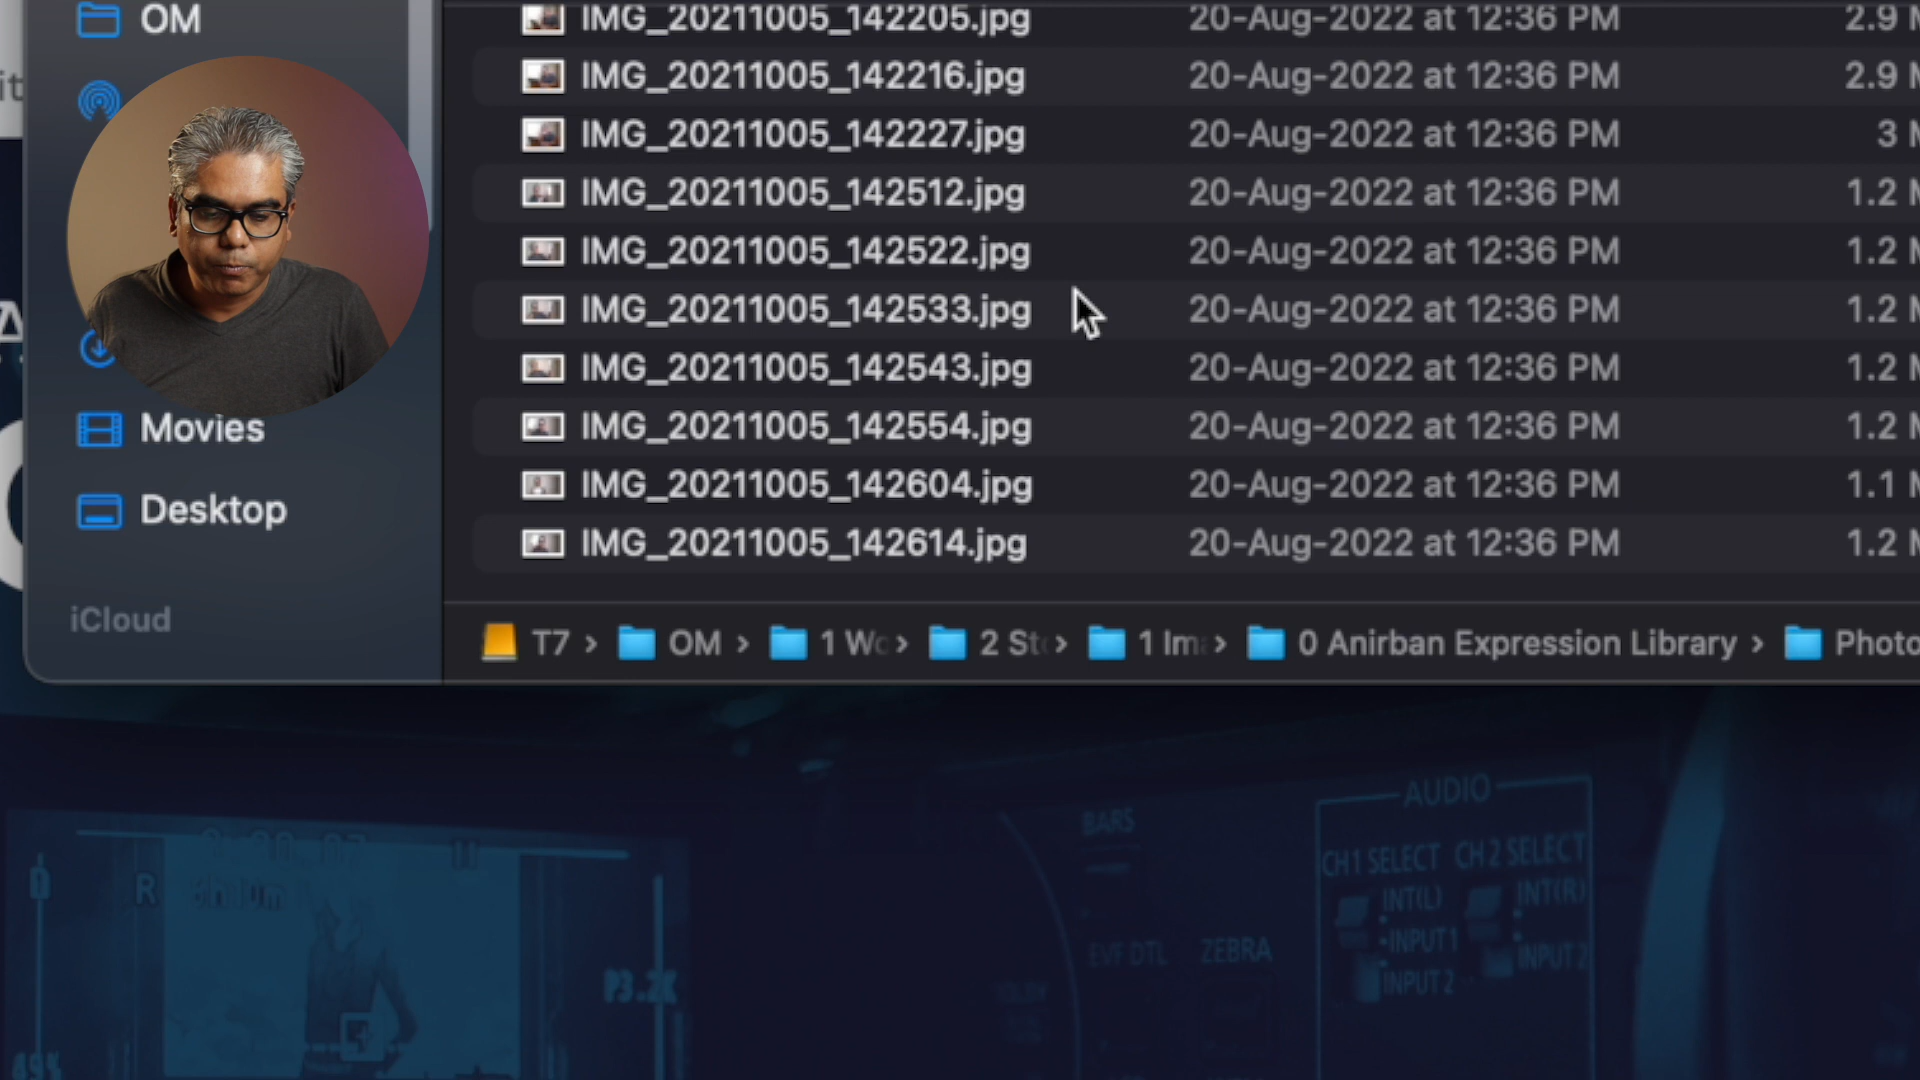 OM
IMG_20211005_142205.jpg 20-Aug-2022 at 12:36 PM 2.9 M
IMG_20211005_142216.jpg 20-Aug-2022 at 12:36 PM 2.9 M
IMG_20211005_142227.jpg 20-Aug-2022 at 12:36 PM 3 M
IMG_20211005_142512.jpg 20-Aug-2022 at 12:36 PM 1.2 M
IMG_20211005_142522.jpg 20-Aug-2022 at 12:36 PM 1.2 M
IMG_20211005_142533.jpg 20-Aug-2022 at 12:36 PM 1.2 M
IMG_20211005_142543.jpg 20-Aug-2022 at 12:36 PM 1.2 M
IMG_20211005_142554.jpg 20-Aug-2022 at 12:36 PM 1.2 M
IMG_20211005_142604.jpg 20-Aug-2022 at 12:36 PM 1.1 M
IMG_20211005_142614.jpg 20-Aug-2022 at 12:36 PM 1.2 M
Movies
Desktop
iCloud
T7 › OM › 1 Wo › 2 St › 1 Im › 0 Anirban Expression Library › Photo
AUDIO
BARS
CH1 SELECT CH2 SELECT
INT(L) INT(R)
INPUT1
INPUT2 INPUT2
EVF DTL ZEBRA
R
P3.2K